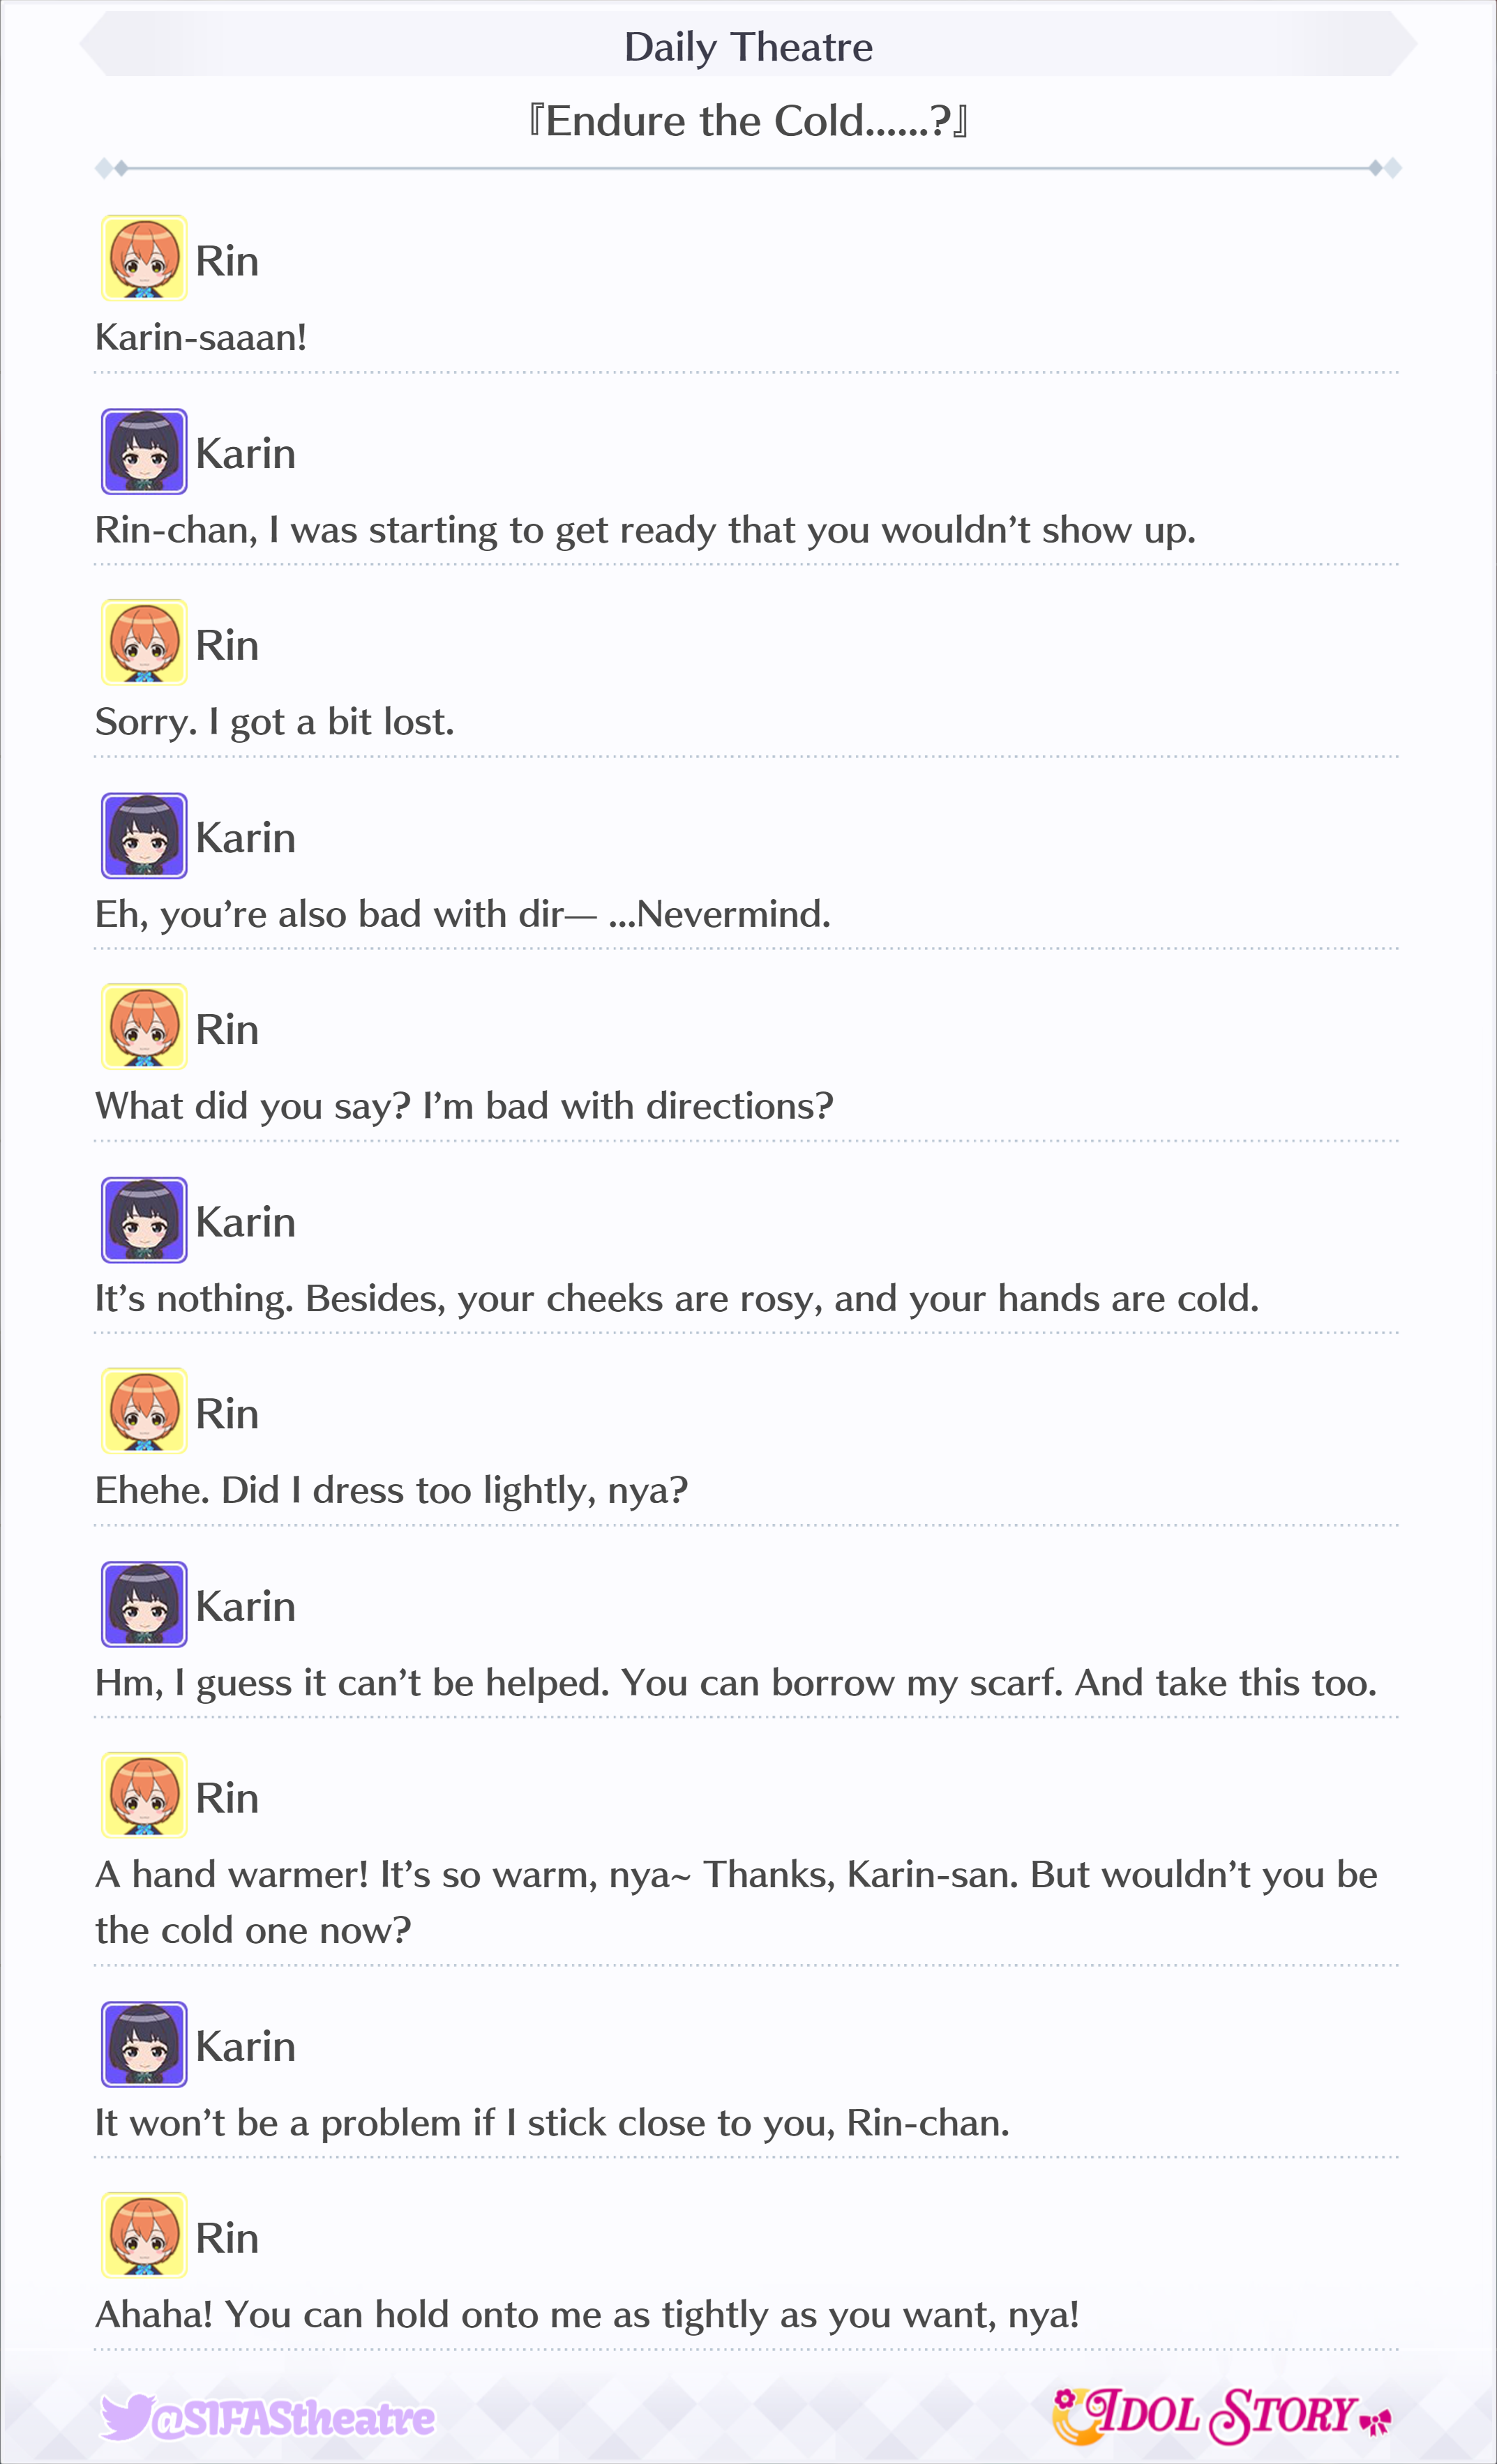 Daily Theatre
『Endure the Cold......?』
Rin
Karin-saaan!
Karin
Rin-chan, I was starting to get ready that you wouldn’t show up.
Rin
Sorry. I got a bit lost.
Karin
Eh, you’re also bad with dir— ...Nevermind.
Rin
What did you say? I’m bad with directions?
Karin
It’s nothing. Besides, your cheeks are rosy, and your hands are cold.
Rin
Ehehe. Did I dress too lightly, nya?
Karin
Hm, I guess it can’t be helped. You can borrow my scarf. And take this too.
Rin
A hand warmer! It’s so warm, nya~ Thanks, Karin-san. But wouldn’t you be
the cold one now?
Karin
It won’t be a problem if I stick close to you, Rin-chan.
Rin
Ahaha! You can hold onto me as tightly as you want, nya!
@SIFAStheatre
IDOL STORY